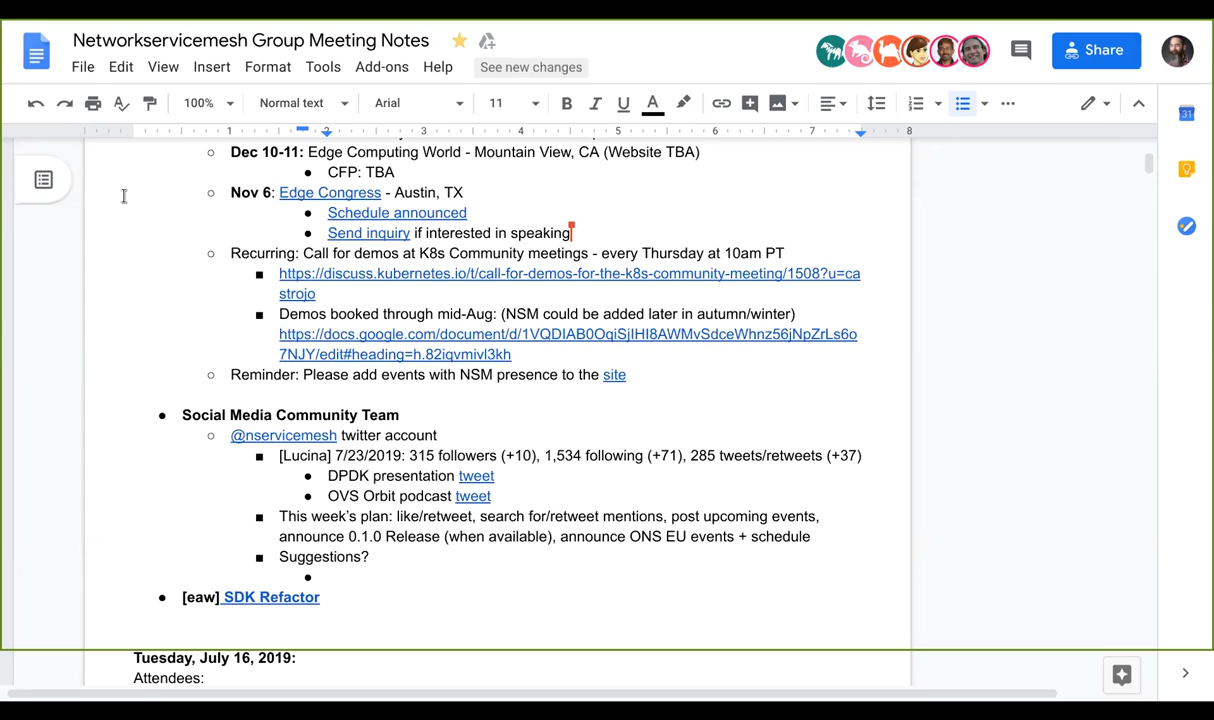 Networkservicemesh Group Meeting Notes
Share
File Edit View Insert Format Tools Add-ons Help See new changes
100% Normal text Arial 11 B I U A
1 2 3 4 5 6 7 8
31
Dec 10-11: Edge Computing World - Mountain View, CA (Website TBA)
CFP: TBA
Nov 6: Edge Congress - Austin, TX
Schedule announced
Send inquiry if interested in speaking
Recurring: Call for demos at K8s Community meetings - every Thursday at 10am PT
https://discuss.kubernetes.io/t/call-for-demos-for-the-k8s-community-meeting/1508?u=ca
strojo
Demos booked through mid-Aug: (NSM could be added later in autumn/winter)
https://docs.google.com/document/d/1VQDIAB0OqiSjIHI8AWMvSdceWhnz56jNpZrLs6o
7NJY/edit#heading=h.82iqvmivl3kh
Reminder: Please add events with NSM presence to the site
Social Media Community Team
@nservicemesh twitter account
[Lucina] 7/23/2019: 315 followers (+10), 1,534 following (+71), 285 tweets/retweets (+37)
DPDK presentation tweet
OVS Orbit podcast tweet
This week's plan: like/retweet, search for/retweet mentions, post upcoming events,
announce 0.1.0 Release (when available), announce ONS EU events + schedule
Suggestions?
[eaw] SDK Refactor
Tuesday, July 16, 2019:
Attendees: